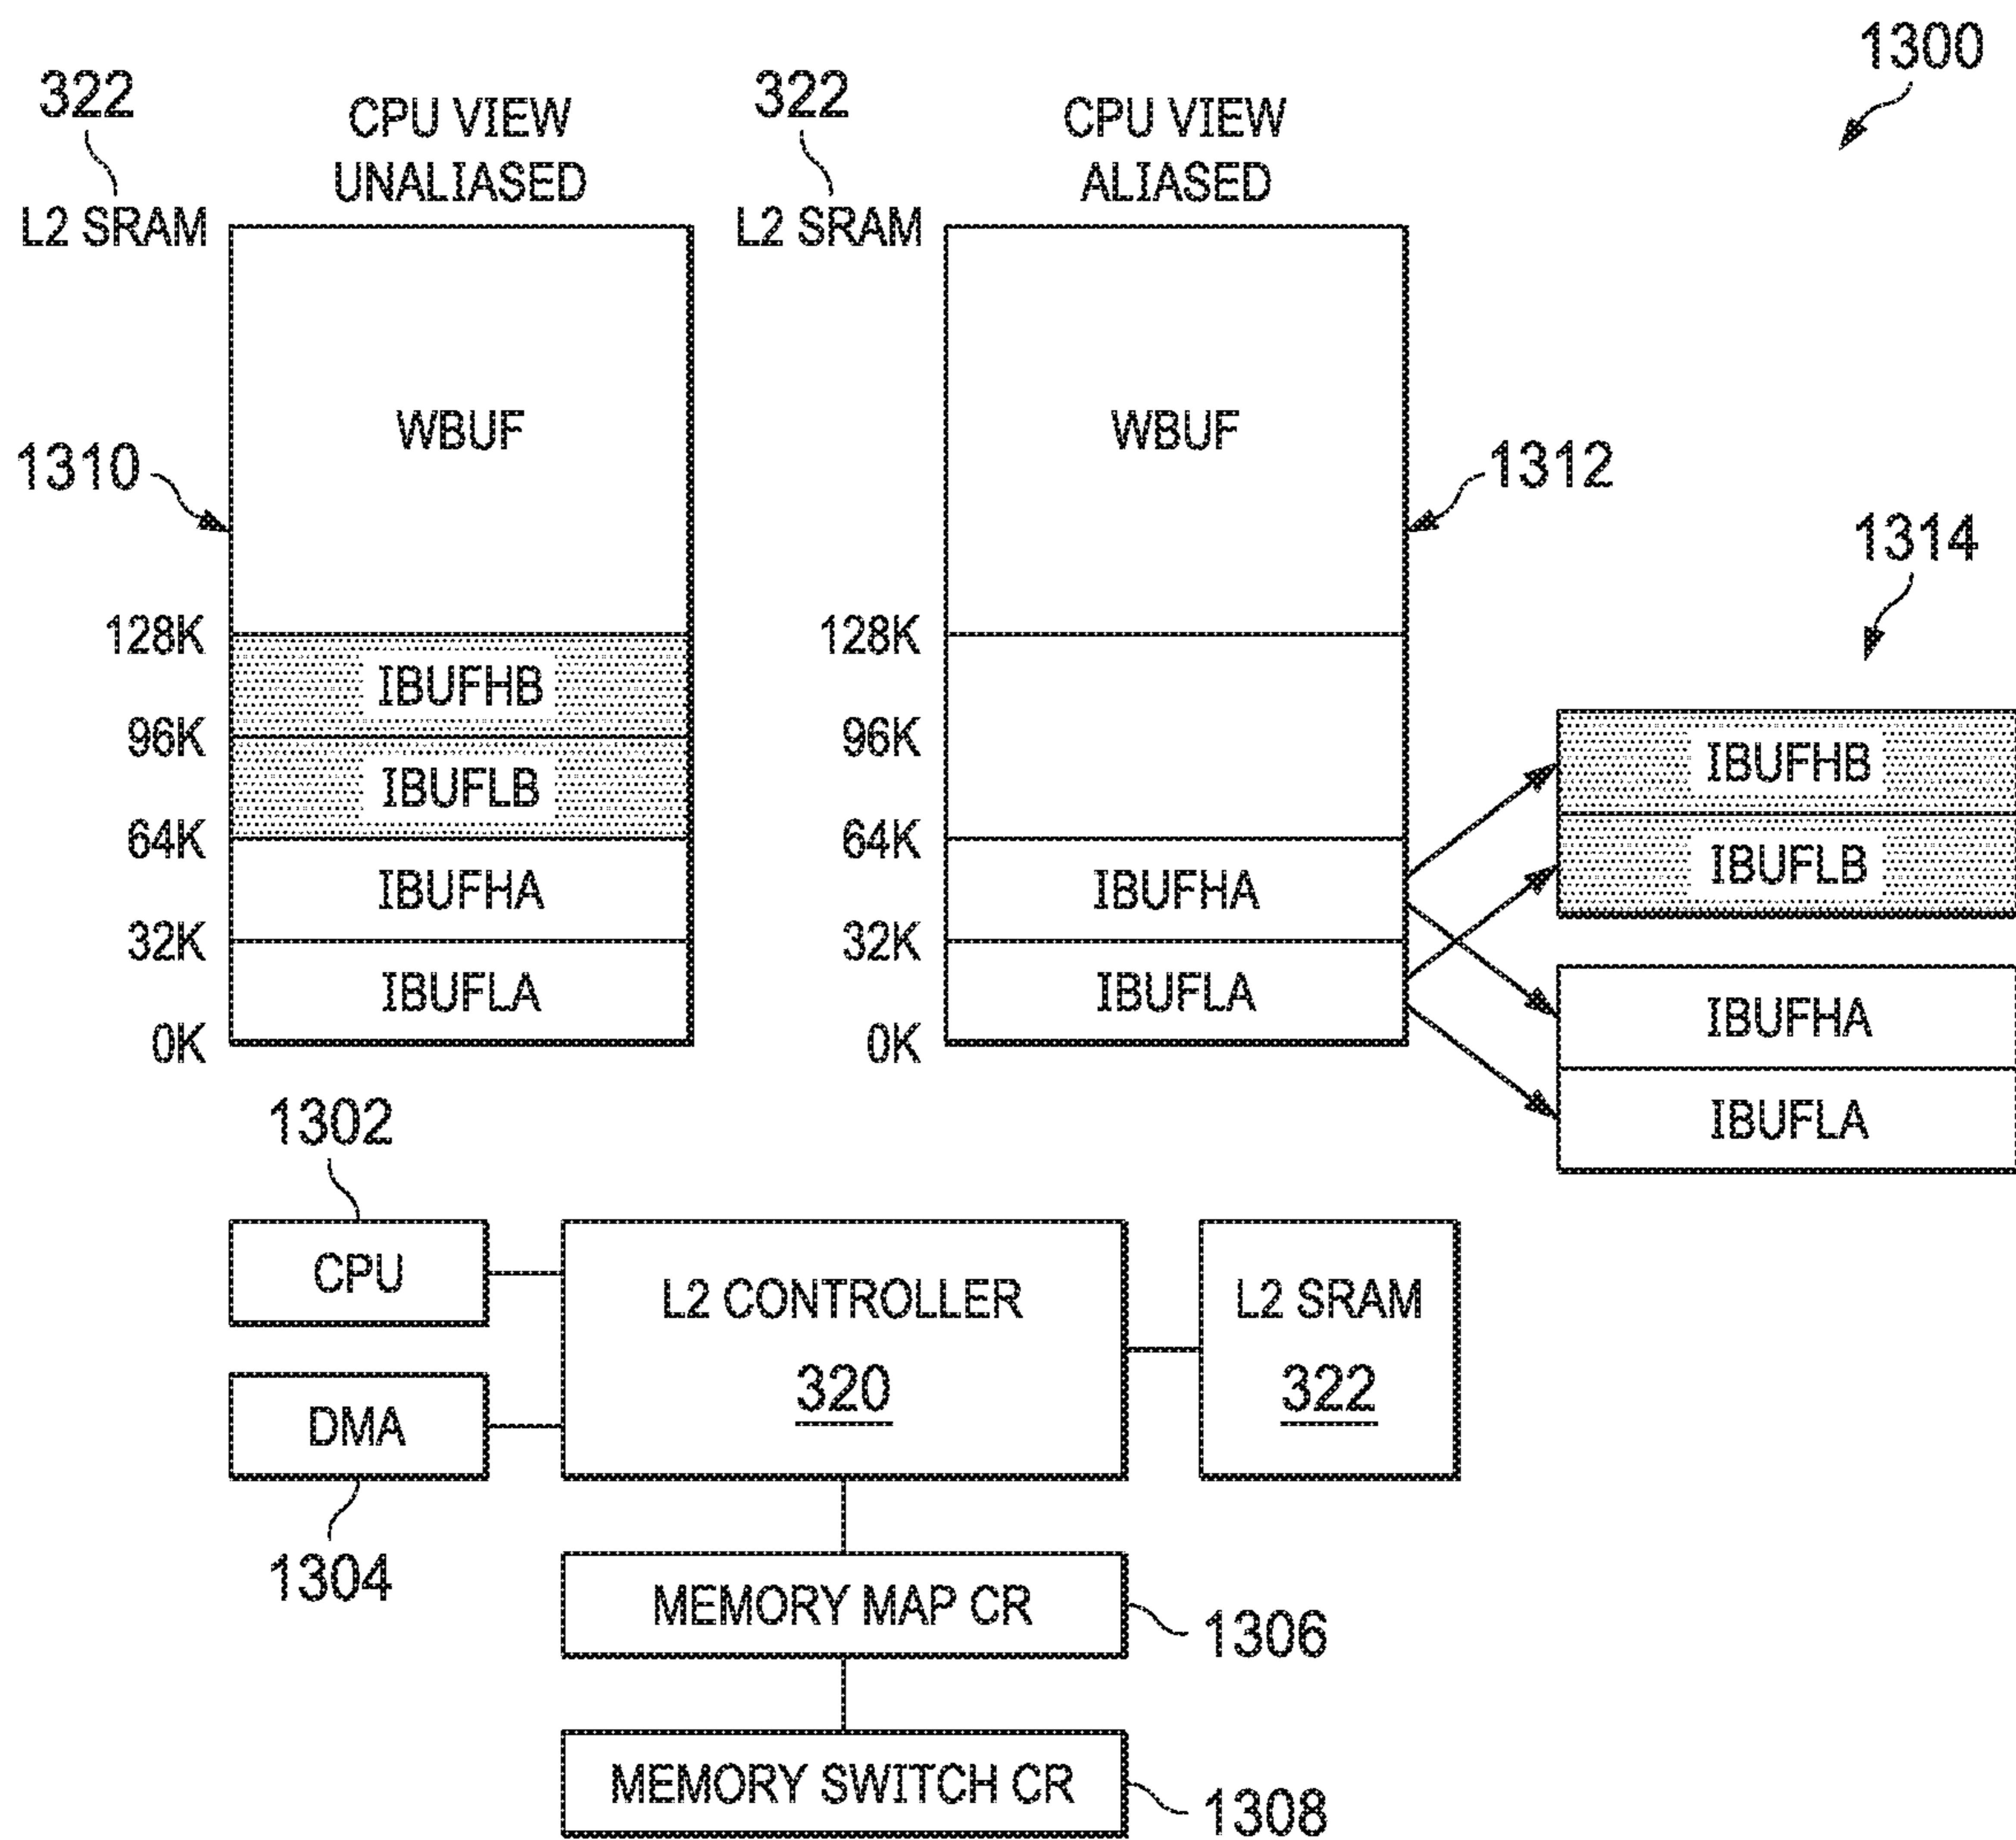 1300
322
CPU VIEW
UNALIASED
L2 SRAM
322
CPU VIEW
ALIASED
L2 SRAM
WBUF
1310
WBUF
1312
1314
128K
IBUFHB
96K
IBUFLB
64K
IBUFHA
32K
IBUFLA
0K
128K
96K
64K
IBUFHA
32K
IBUFLA
0K
IBUFHB
IBUFLB
IBUFHA
IBUFLA
1302
CPU
DMA
1304
L2 CONTROLLER
320
L2 SRAM
322
MEMORY MAP CR
1306
MEMORY SWITCH CR
1308